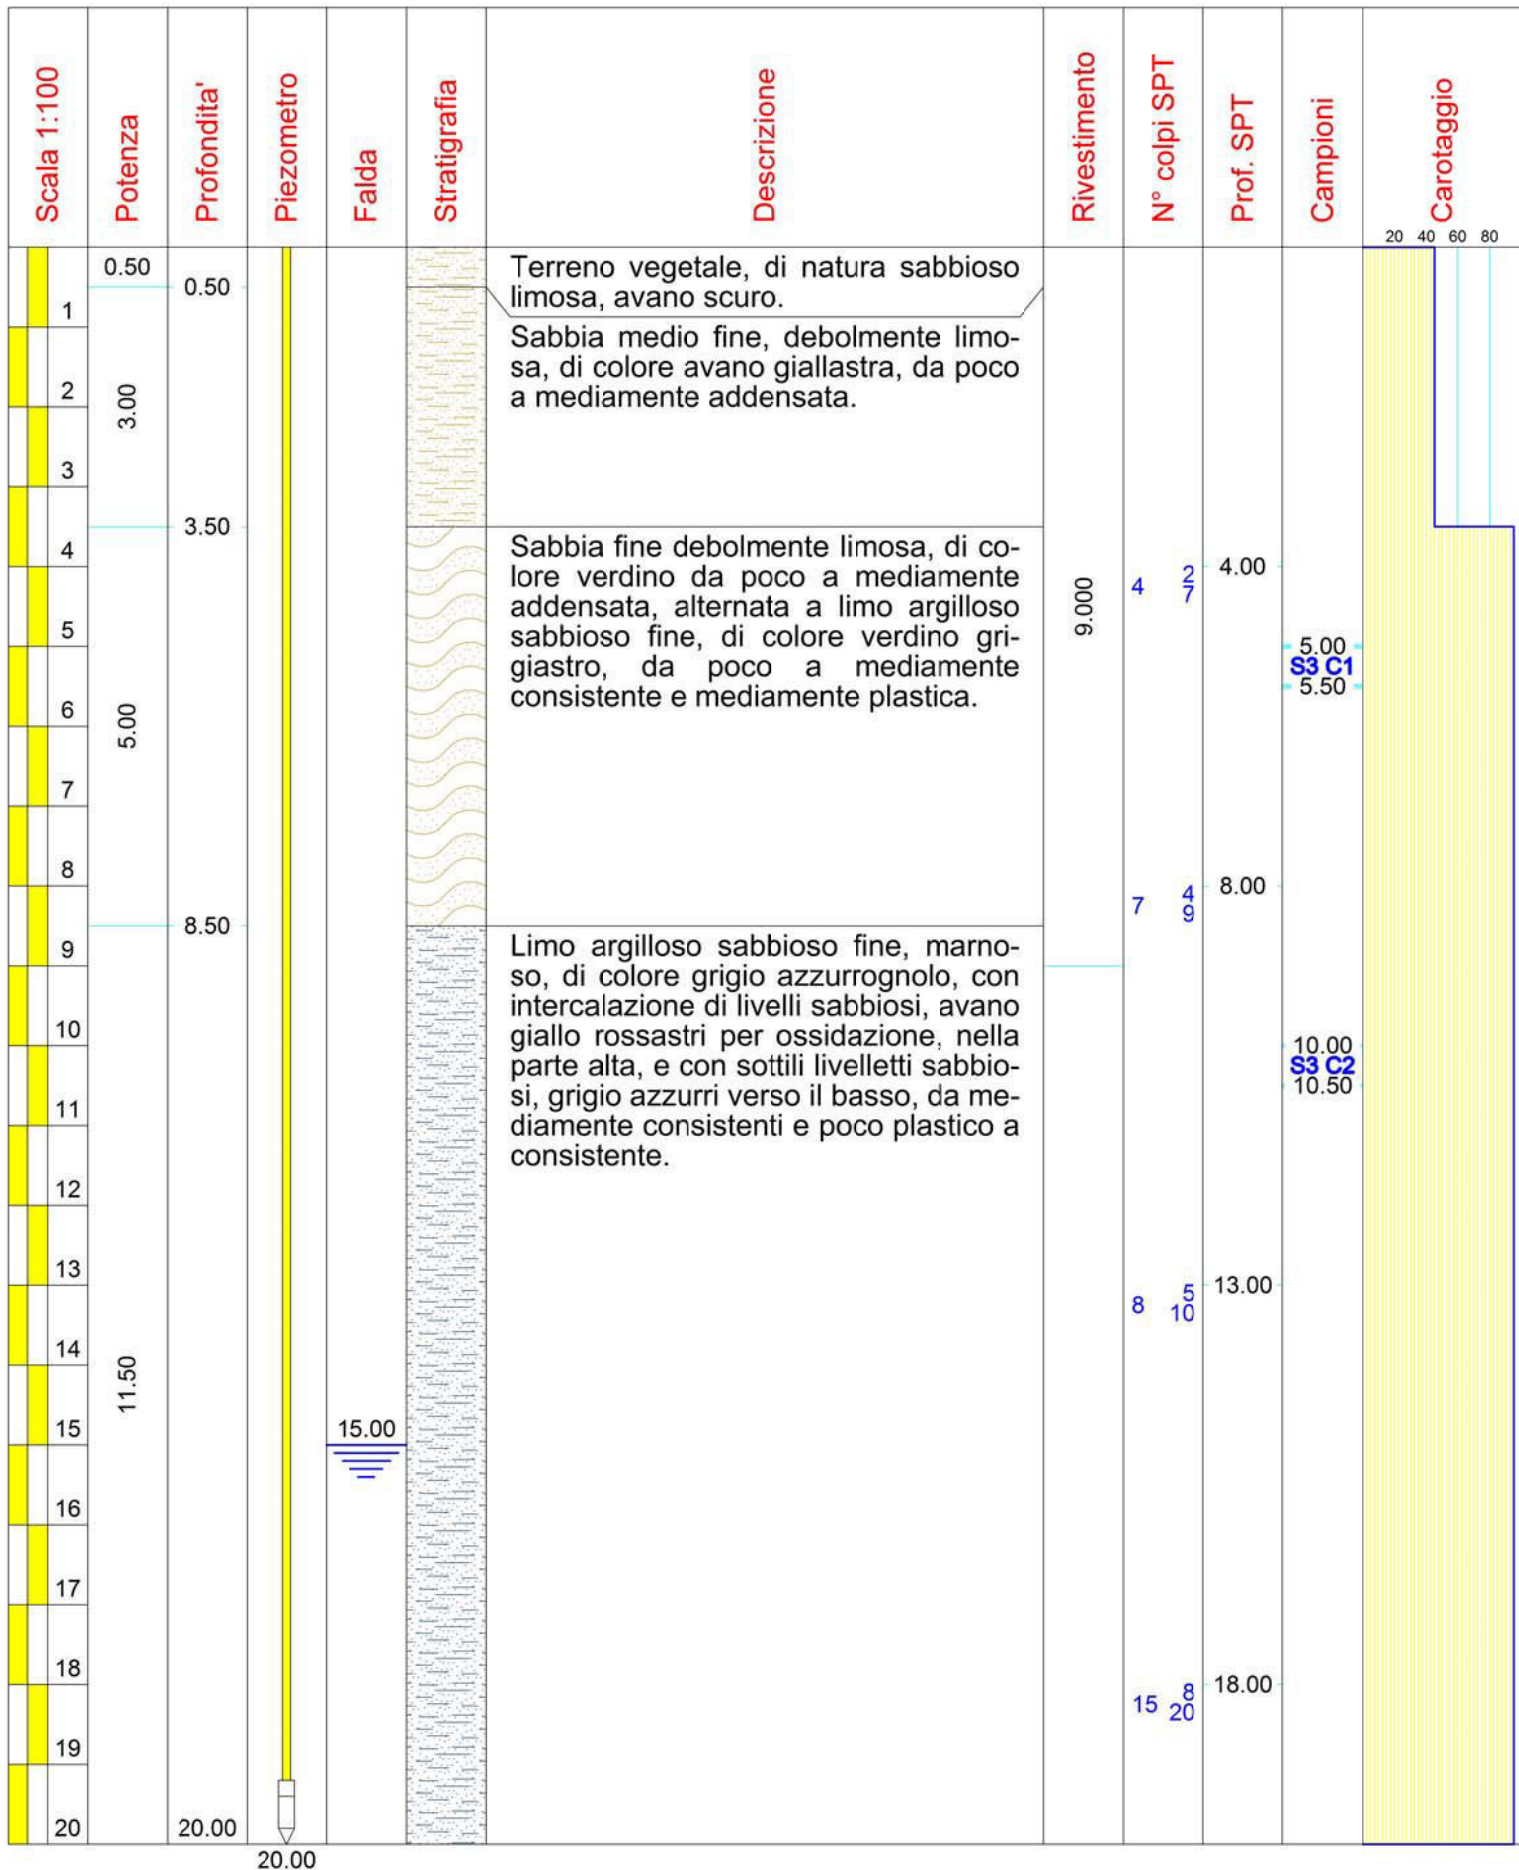 Scala 1:100
Potenza
Profondita'
Piezometro
Falda
Stratigrafia
Descrizione
Rivestimento
N° colpi SPT
Prof. SPT
Campioni
Carotaggio
20 40 60 80
0.50
0.50
Terreno vegetale, di natura sabbioso
limosa, avano scuro.
1
Sabbia medio fine, debolmente limo-
sa, di colore avano giallastra, da poco
a mediamente addensata.
2
3.00
3
3.50
4
Sabbia fine debolmente limosa, di co-
lore verdino da poco a mediamente
addensata, alternata a limo argilloso
sabbioso fine, di colore verdino gri-
giastro, da poco a mediamente
consistente e mediamente plastica.
9.000
2
4
7
4.00
5
5.00
S3 C1
5.50
6
5.00
7
8
4
7
9
8.00
8.50
9
Limo argilloso sabbioso fine, marno-
so, di colore grigio azzurrognolo, con
intercalazione di livelli sabbiosi, avano
giallo rossastri per ossidazione, nella
parte alta, e con sottili livelletti sabbio-
si, grigio azzurri verso il basso, da me-
diamente consistenti e poco plastico a
consistente.
10
10.00
S3 C2
10.50
11
12
13
5
8
10
13.00
14
11.50
15
15.00
16
17
18
8
15
20
18.00
19
20
20.00
20.00